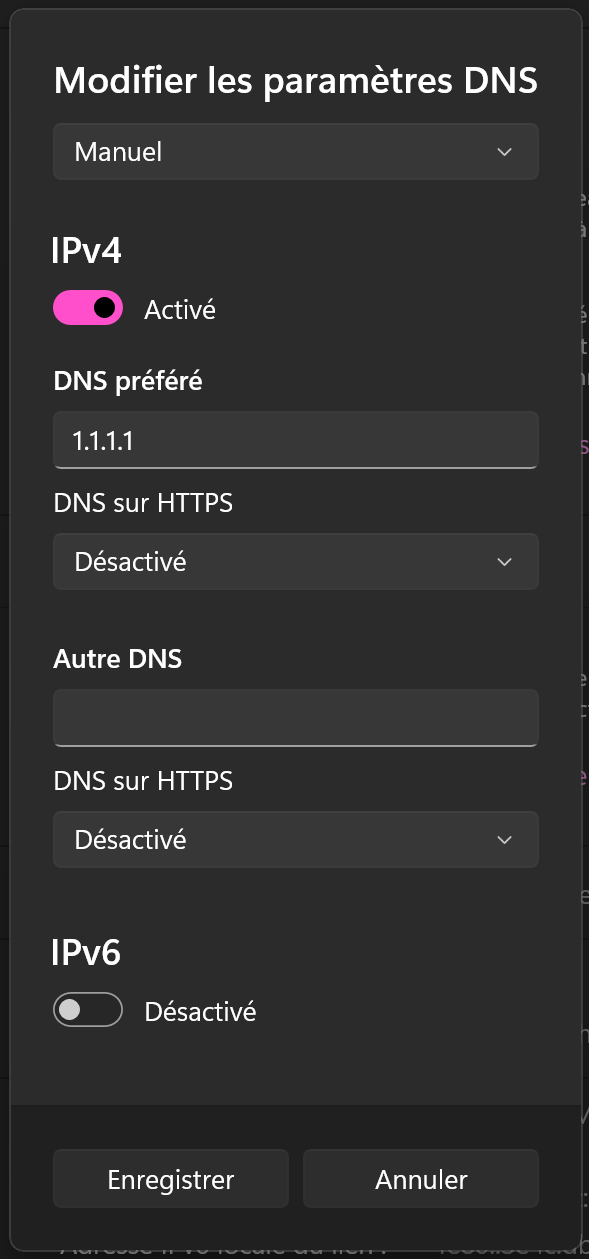 Modifier les paramètres DNS
Manuel
IPv4
Activé
DNS préféré
1.1.1.1
DNS sur HTTPS
Désactivé
Autre DNS
DNS sur HTTPS
Désactivé
IPv6
Désactivé
Enregistrer
Annuler